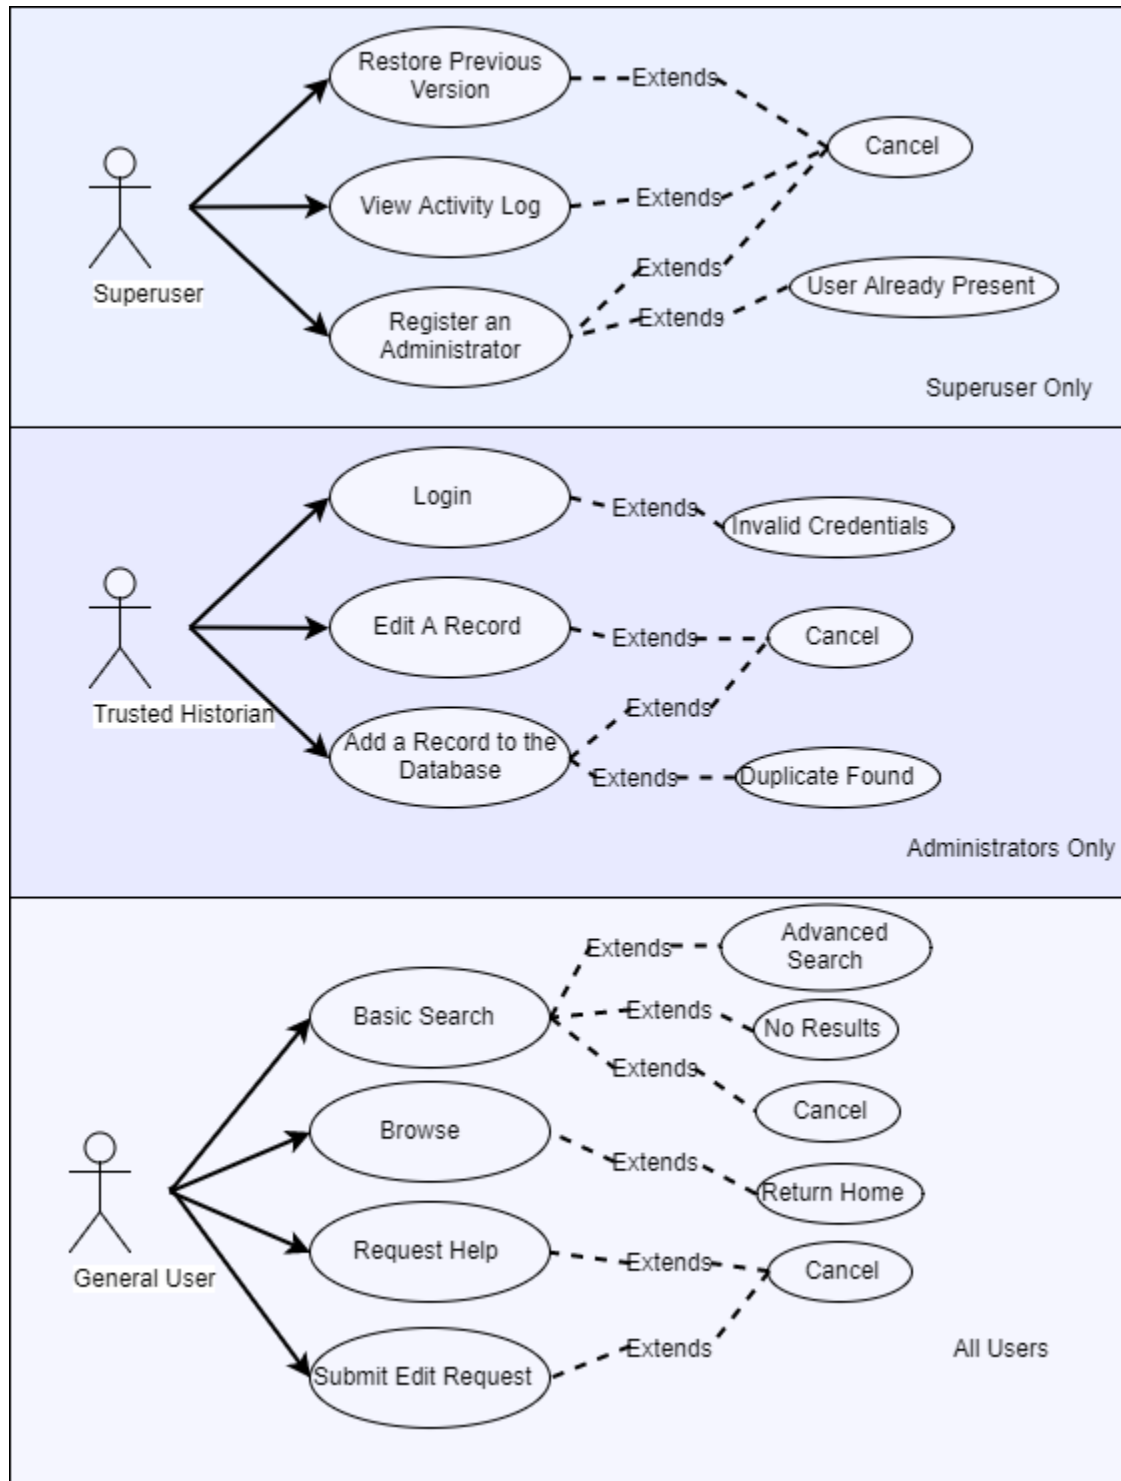 Restore Previous
Version
Extends
Cancel
View Activity Log
Extends
Superuser
Extends
User Already Present
Register an
Administrator
Extends
Superuser Only
Login
Extends
Invalid Credentials
Edit A Record
Extends
Cancel
Trusted Historian
Extends
Add a Record to the
Database
Extends
Duplicate Found
Administrators Only
Advanced
Search
Extends
Basic Search
Extends
No Results
Extends
Cancel
Browse
Extends
Return Home
Request Help
Extends
Cancel
General User
Submit Edit Request
Extends
All Users